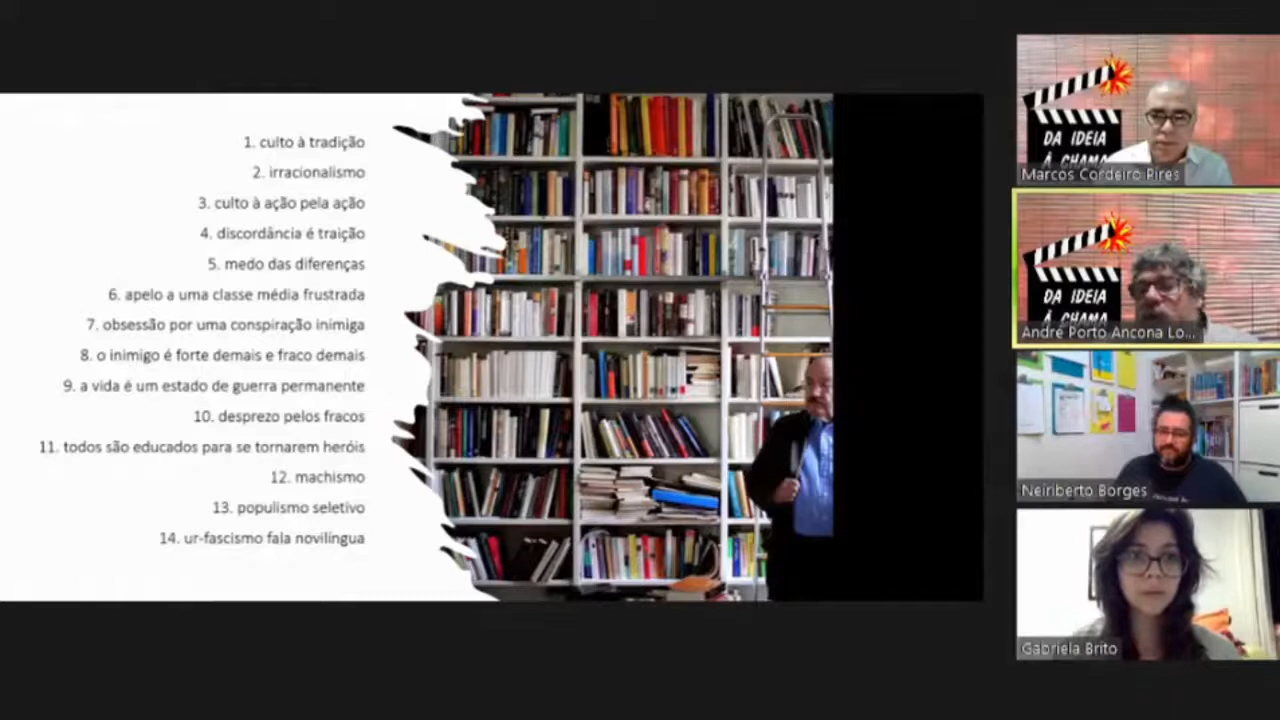 1. culto à tradição
2. irracionalismo
3. culto à ação pela ação
4. discordância é traição
5. medo das diferenças
6. apelo a uma classe média frustrada
7. obsessão por uma conspiração inimiga
8. o inimigo é forte demais e fraco demais
9. a vida é um estado de guerra permanente
10. desprezo pelos fracos
11. todos são educados para se tornarem heróis
12. machismo
13. populismo seletivo
14. ur-fascismo fala novilíngua
DA IDEIA
À CHAMA
Marcos Cordeiro Pires
DA IDEIA
À CHAMA
André Porto Ancona Lo...
Neiriberto Borges
Gabriela Brito